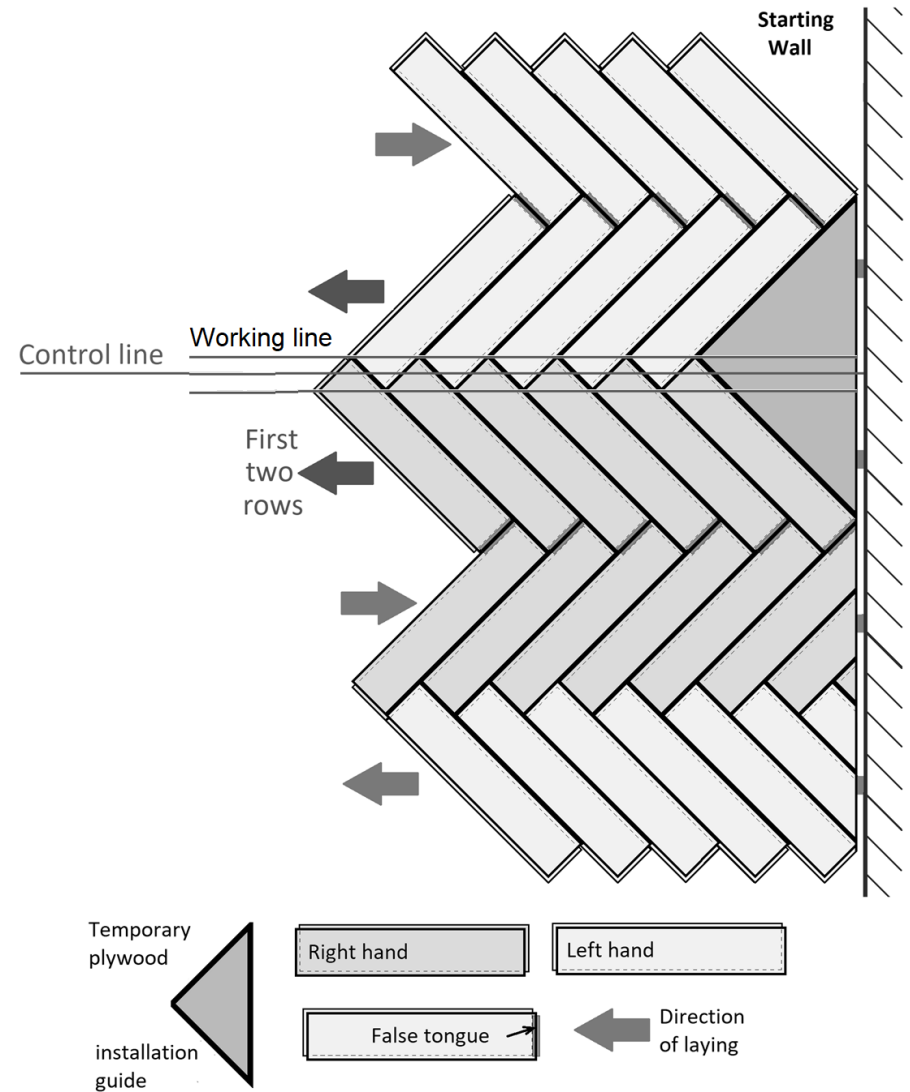 Starting
Wall
Working line
Control line
First
two
rows
Temporary
plywood
installation
guide
Right hand
Left hand
False tongue
Direction
of laying